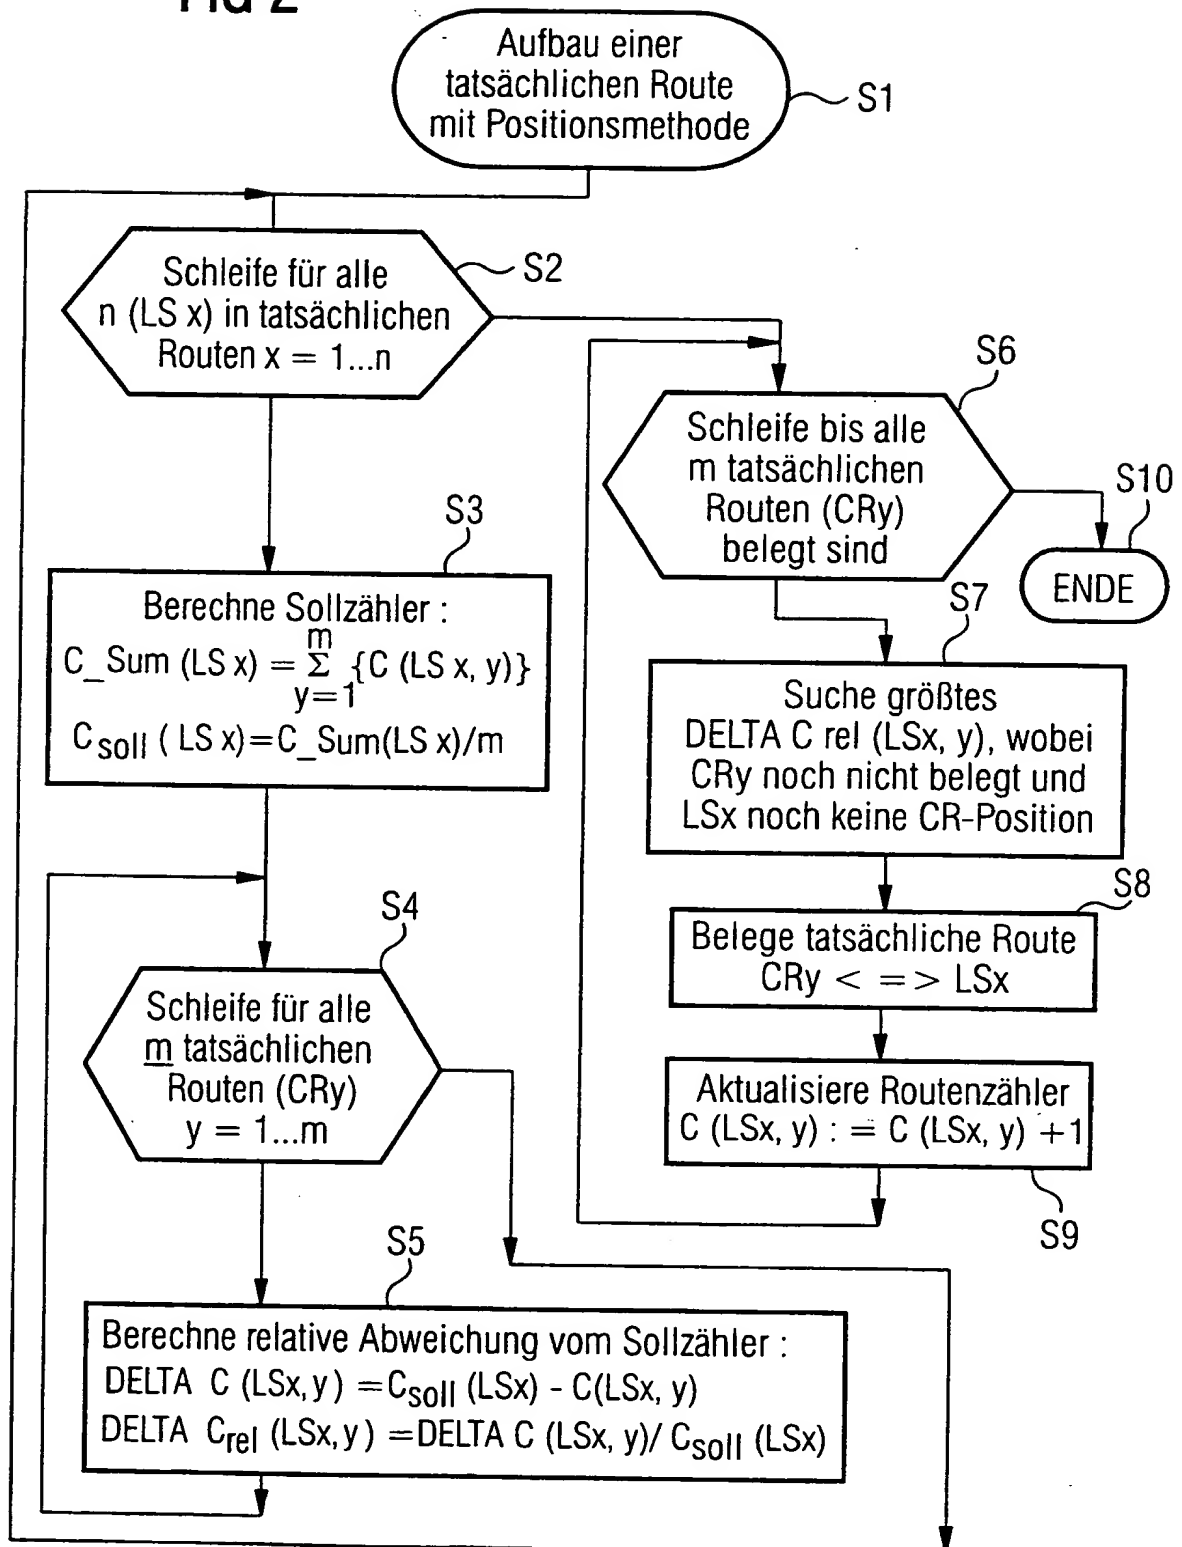 FIG 2
Aufbau einer
tatsächlichen Route
mit Positionsmethode
S1
Schleife für alle
n (LS x) in tatsächlichen
Routen x = 1...n
S2
S3
Berechne Sollzähler :
C_Sum (LS x) = m Σ y=1 {C (LS x, y)}
Csoll ( LS x)=C_Sum(LS x)/m
S4
Schleife für alle
m tatsächlichen
Routen (CRy)
y = 1...m
S5
Berechne relative Abweichung vom Sollzähler :
DELTA C (LSx, y) =Csoll (LSx) - C(LSx, y)
DELTA Crel (LSx,y) =DELTA C (LSx, y)/ Csoll (LSx)
S6
Schleife bis alle
m tatsächlichen
Routen (CRy)
belegt sind
S10
ENDE
S7
Suche größtes
DELTA C rel (LSx, y), wobei
CRy noch nicht belegt und
LSx noch keine CR-Position
S8
Belege tatsächliche Route
CRy < = > LSx
Aktualisiere Routenzähler
C (LSx, y) : = C (LSx, y) +1
S9